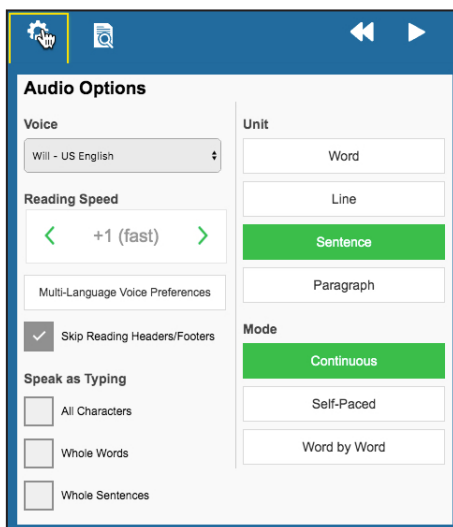 Audio Options
Voice
Will - US English
Reading Speed
+1 (fast)
Multi-Language Voice Preferences
Skip Reading Headers/Footers
Speak as Typing
All Characters
Whole Words
Whole Sentences
Unit
Word
Line
Sentence
Paragraph
Mode
Continuous
Self-Paced
Word by Word